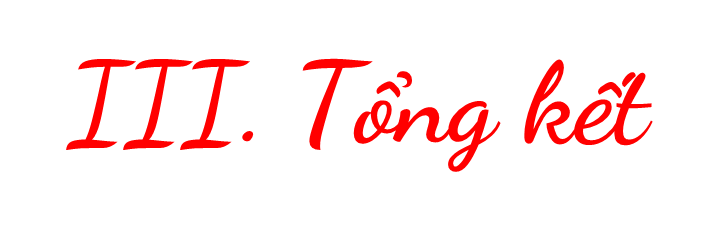 III. Tổng kết